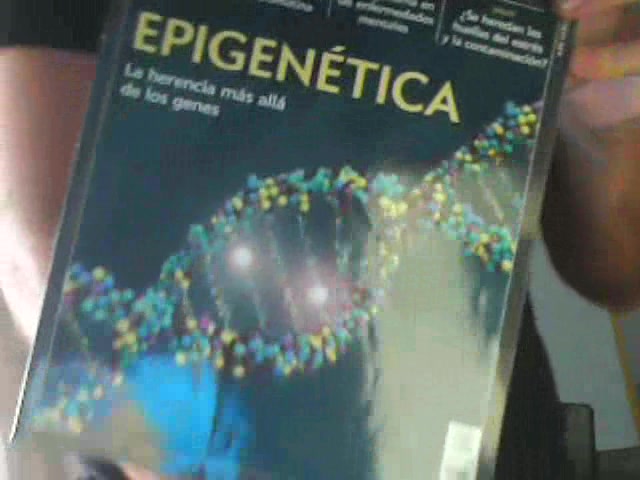 en
de enfermedades
mentales
¿Se heredan las
huellas del estrés
y la contaminación?
EPIGENÉTICA
La herencia más allá
de los genes